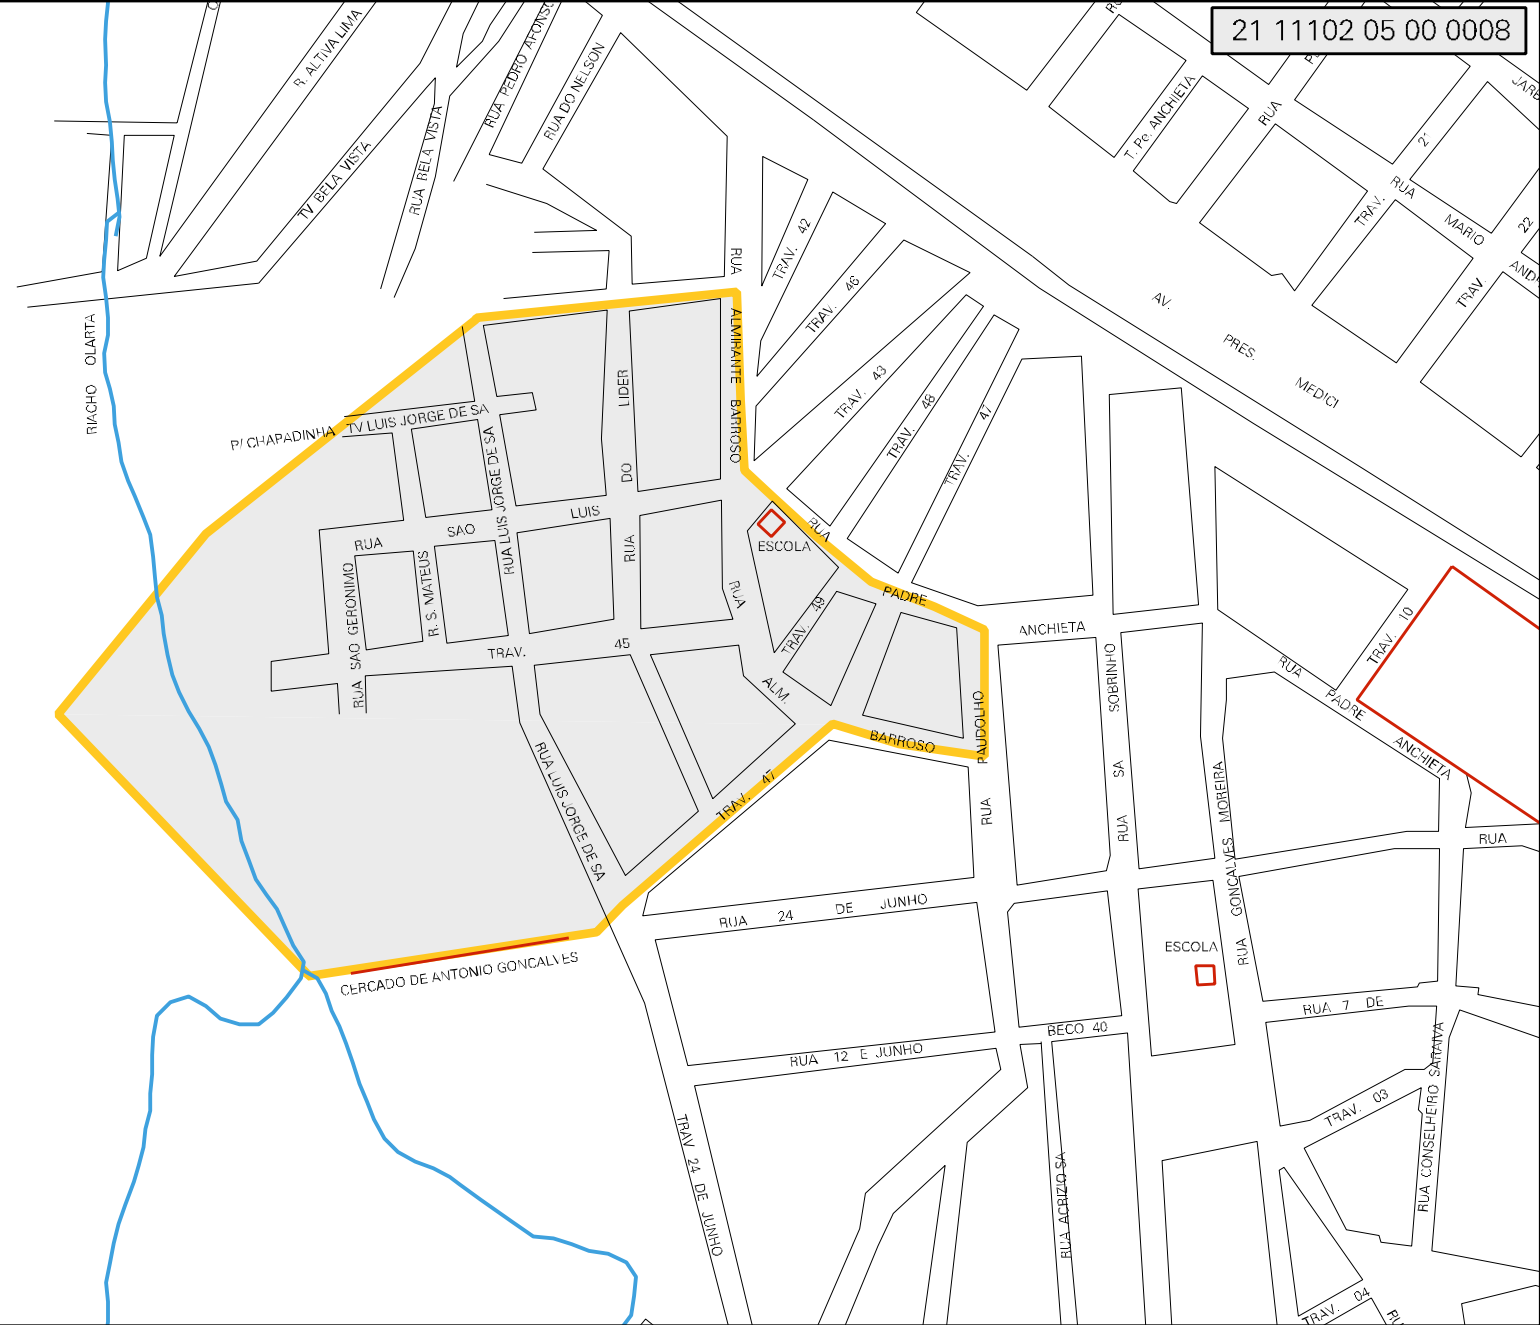 21 11102 05 00 0008
R. ALTIVA LIMA
RUA PEDRO AFONSO
RUA DO NELSON
T. Pe. ANCHIETA
RUA
JARB
TV. BELA VISTA
RUA BELA VISTA
21
RUA MARIO AND
TRAV.
22
TRAV.
RUA ALMIRANTE BARROSO
TRAV. 42
TRAV. 46
TRAV. 43
TRAV. 48
TRAV. 47
AV. PRES. MEDICI
RIACHO OLARTA
P/ CHAPADINHA
TV LUIS JORGE DE SA
RUA LUIS JORGE DE SA
RUA DO LIDER
RUA SAO LUIS
ESCOLA
RUA PADRE ANCHIETA
R. S. MATEUS
RUA SAO GERONIMO
TRAV. 45
TRAV. 49
RUA ALM. BARROSO
RUA PAUDOLHO
RUA SA SOBRINHO
TRAV. 10
RUA PADRE ANCHIETA
RUA LUIS JORGE DE SA
TRAV. 47
RUA GONCALVES MOREIRA
RUA
RUA 24 DE JUNHO
ESCOLA
CERCADO DE ANTONIO GONCALVES
RUA 7 DE
BECO 40
RUA 12 E JUNHO
RUA CONSELHEIRO SARAIVA
TRAV. 03
TRAV 24 DE JUNHO
RUA ACRIZIO SA
TRAV. 04